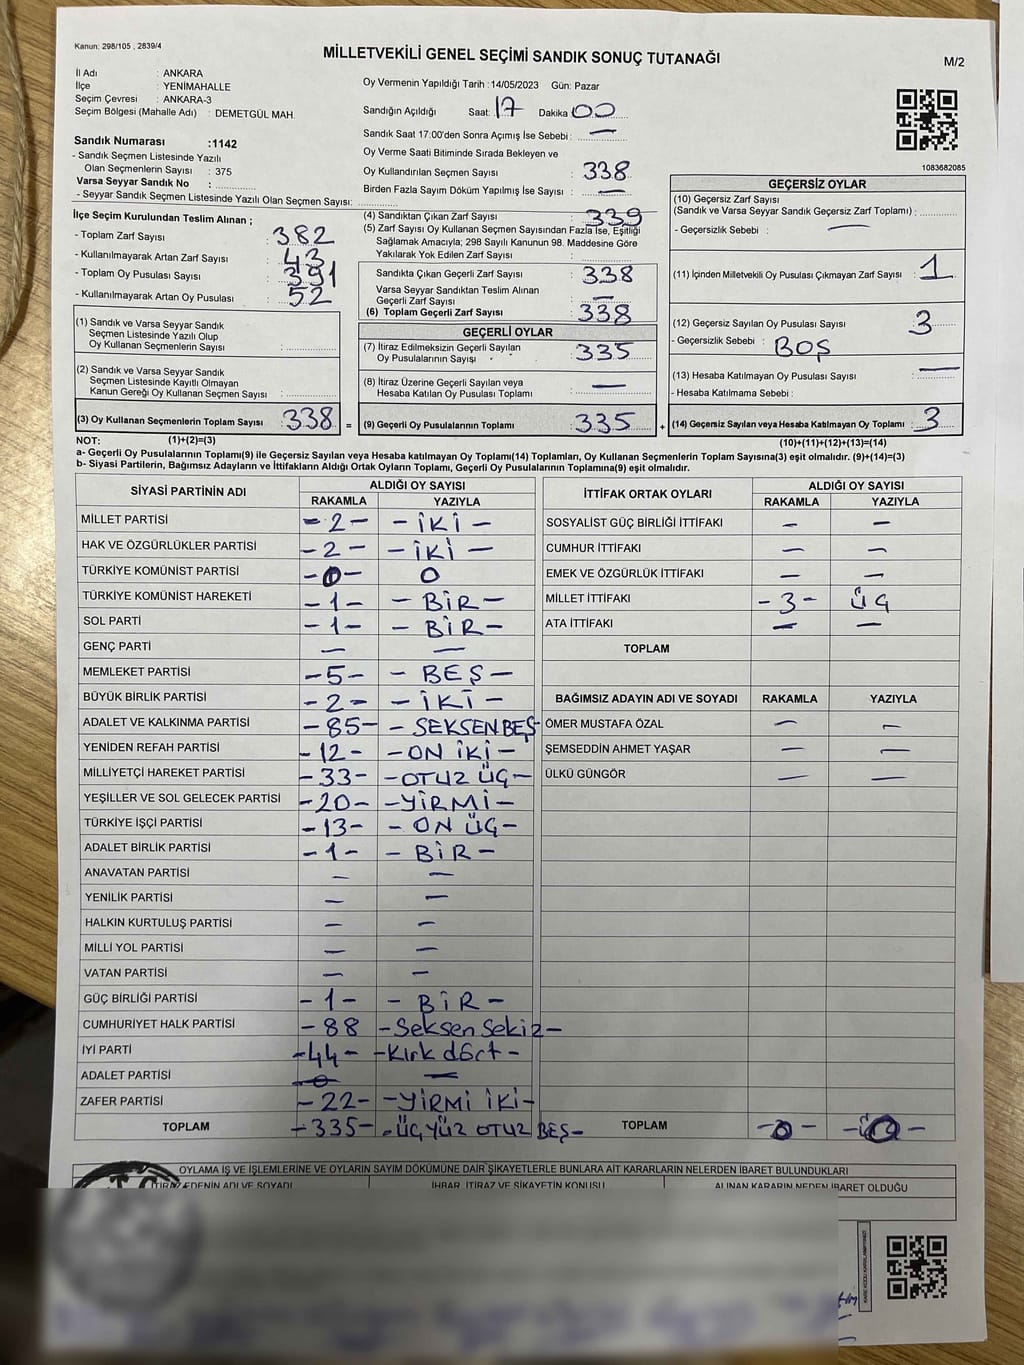 Kanun: 298/105 , 2839/4
MİLLETVEKİLİ GENEL SEÇİMİ SANDIK SONUÇ TUTANAĞI
M/2
İl Adı : ANKARA
İlçe : YENİMAHALLE
Seçim Çevresi : ANKARA-3
Seçim Bölgesi (Mahalle Adı) : DEMETGÜL MAH.
Oy Vermenin Yapıldığı Tarih :14/05/2023 Gün: Pazar
Sandığın Açıldığı Saat: 17 Dakika: 00
Sandık Saat 17:00'den Sonra Açımış İse Sebebi : —
Oy Verme Saati Bitiminde Sırada Bekleyen ve
Oy Kullandırılan Seçmen Sayısı : 338
Birden Fazla Sayım Döküm Yapılmış İse Sayısı : —
1083682085
Sandık Numarası :1142
- Sandık Seçmen Listesinde Yazılı
Olan Seçmenlerin Sayısı : 375
Varsa Seyyar Sandık No :
- Seyyar Sandık Seçmen Listesinde Yazılı Olan Seçmen Sayısı:
İlçe Seçim Kurulundan Teslim Alınan ;
- Toplam Zarf Sayısı : 382
- Kullanılmayarak Artan Zarf Sayısı : 43
- Toplam Oy Pusulası Sayısı : 391
- Kullanılmayarak Artan Oy Pusulası : 52
(1) Sandık ve Varsa Seyyar Sandık
Seçmen Listesinde Yazılı Olup
Oy Kullanan Seçmenlerin Sayısı :
(2) Sandık ve Varsa Seyyar Sandık
Seçmen Listesinde Kayıtlı Olmayan
Kanun Gereği Oy Kullanan Seçmen Sayısı :
(3) Oy Kullanan Seçmenlerin Toplam Sayısı : 338 =
(4) Sandıktan Çıkan Zarf Sayısı : 339
(5) Zarf Sayısı Oy Kullanan Seçmen Sayısından Fazla İse, Eşitliği
Sağlamak Amacıyla; 298 Sayılı Kanunun 98. Maddesine Göre
Yakılarak Yok Edilen Zarf Sayısı :
Sandıkta Çıkan Geçerli Zarf Sayısı : 338
Varsa Seyyar Sandıktan Teslim Alınan
Geçerli Zarf Sayısı : —
(6) Toplam Geçerli Zarf Sayısı : 338
GEÇERLİ OYLAR
(7) İtiraz Edilmeksizin Geçerli Sayılan
Oy Pusulalarının Sayısı : 335
(8) İtiraz Üzerine Geçerli Sayılan veya
Hesaba Katılan Oy Pusulası Toplamı : —
(9) Geçerli Oy Pusulalarının Toplamı : 335 +
GEÇERSİZ OYLAR
(10) Geçersiz Zarf Sayısı
(Sandık ve Varsa Seyyar Sandık Geçersiz Zarf Toplamı) :
- Geçersizlik Sebebi : —
(11) İçinden Milletvekili Oy Pusulası Çıkmayan Zarf Sayısı : 1
(12) Geçersiz Sayılan Oy Pusulası Sayısı : 3
- Geçersizlik Sebebi : BOŞ
(13) Hesaba Katılmayan Oy Pusulası Sayısı : —
- Hesaba Katılmama Sebebi :
(14) Geçersiz Sayılan veya Hesaba Katılmayan Oy Toplamı : 3
NOT: (1)+(2)=(3) (10)+(11)+(12)+(13)=(14)
a- Geçerli Oy Pusulalarının Toplamı(9) ile Geçersiz Sayılan veya Hesaba katılmayan Oy Toplamı(14) Toplamları, Oy Kullanan Seçmenlerin Toplam Sayısına(3) eşit olmalıdır. (9)+(14)=(3)
b- Siyasi Partilerin, Bağımsız Adayların ve İttifakların Aldığı Ortak Oyların Toplamı, Geçerli Oy Pusulalarının Toplamına(9) eşit olmalıdır.
SİYASİ PARTİNİN ADI ALDIĞI OY SAYISI
RAKAMLA YAZIYLA
MİLLET PARTİSİ -2- -İKİ-
HAK VE ÖZGÜRLÜKLER PARTİSİ -2- -İKİ-
TÜRKİYE KOMÜNİST PARTİSİ -0- 0
TÜRKİYE KOMÜNİST HAREKETİ -1- -BİR-
SOL PARTİ -1- -BİR-
GENÇ PARTİ — —
MEMLEKET PARTİSİ -5- -BEŞ-
BÜYÜK BİRLİK PARTİSİ -2- -İKİ-
ADALET VE KALKINMA PARTİSİ -85- -SEKSENBEŞ
YENİDEN REFAH PARTİSİ -12- -ON İKİ-
MİLLİYETÇİ HAREKET PARTİSİ -33- -OTUZ ÜÇ-
YEŞİLLER VE SOL GELECEK PARTİSİ -20- -YİRMİ-
TÜRKİYE İŞÇİ PARTİSİ -13- -ON ÜÇ-
ADALET BİRLİK PARTİSİ -1- -BİR-
ANAVATAN PARTİSİ — —
YENİLİK PARTİSİ — —
HALKIN KURTULUŞ PARTİSİ — —
MİLLİ YOL PARTİSİ — —
VATAN PARTİSİ — —
GÜÇ BİRLİĞİ PARTİSİ -1- -BİR-
CUMHURİYET HALK PARTİSİ -88 -Seksen Sekiz-
İYİ PARTİ -44- -Kırk dört-
ADALET PARTİSİ -0- —
ZAFER PARTİSİ -22- -YİRMİ İKİ-
TOPLAM -335- -ÜÇYÜZ OTUZ BEŞ-
İTTİFAK ORTAK OYLARI ALDIĞI OY SAYISI
RAKAMLA YAZIYLA
SOSYALİST GÜÇ BİRLİĞİ İTTİFAKI — —
CUMHUR İTTİFAKI — —
EMEK VE ÖZGÜRLÜK İTTİFAKI — —
MİLLET İTTİFAKI -3- ÜÇ
ATA İTTİFAKI — —
TOPLAM
BAĞIMSIZ ADAYIN ADI VE SOYADI RAKAMLA YAZIYLA
ÖMER MUSTAFA ÖZAL — —
ŞEMSEDDİN AHMET YAŞAR — —
ÜLKÜ GÜNGÖR — —
TOPLAM -0-
OYLAMA İŞ VE İŞLEMLERİNE VE OYLARIN SAYIM DÖKÜMÜNE DAİR ŞİKAYETLERLE BUNLARA AİT KARARLARIN NELERDEN İBARET BULUNDUKLARI
İTİRAZ EDENİN ADI VE SOYADI İHBAR, İTİRAZ VE ŞİKAYETİN KONUSU ALINAN KARARIN NEDEN İBARET OLDUĞU